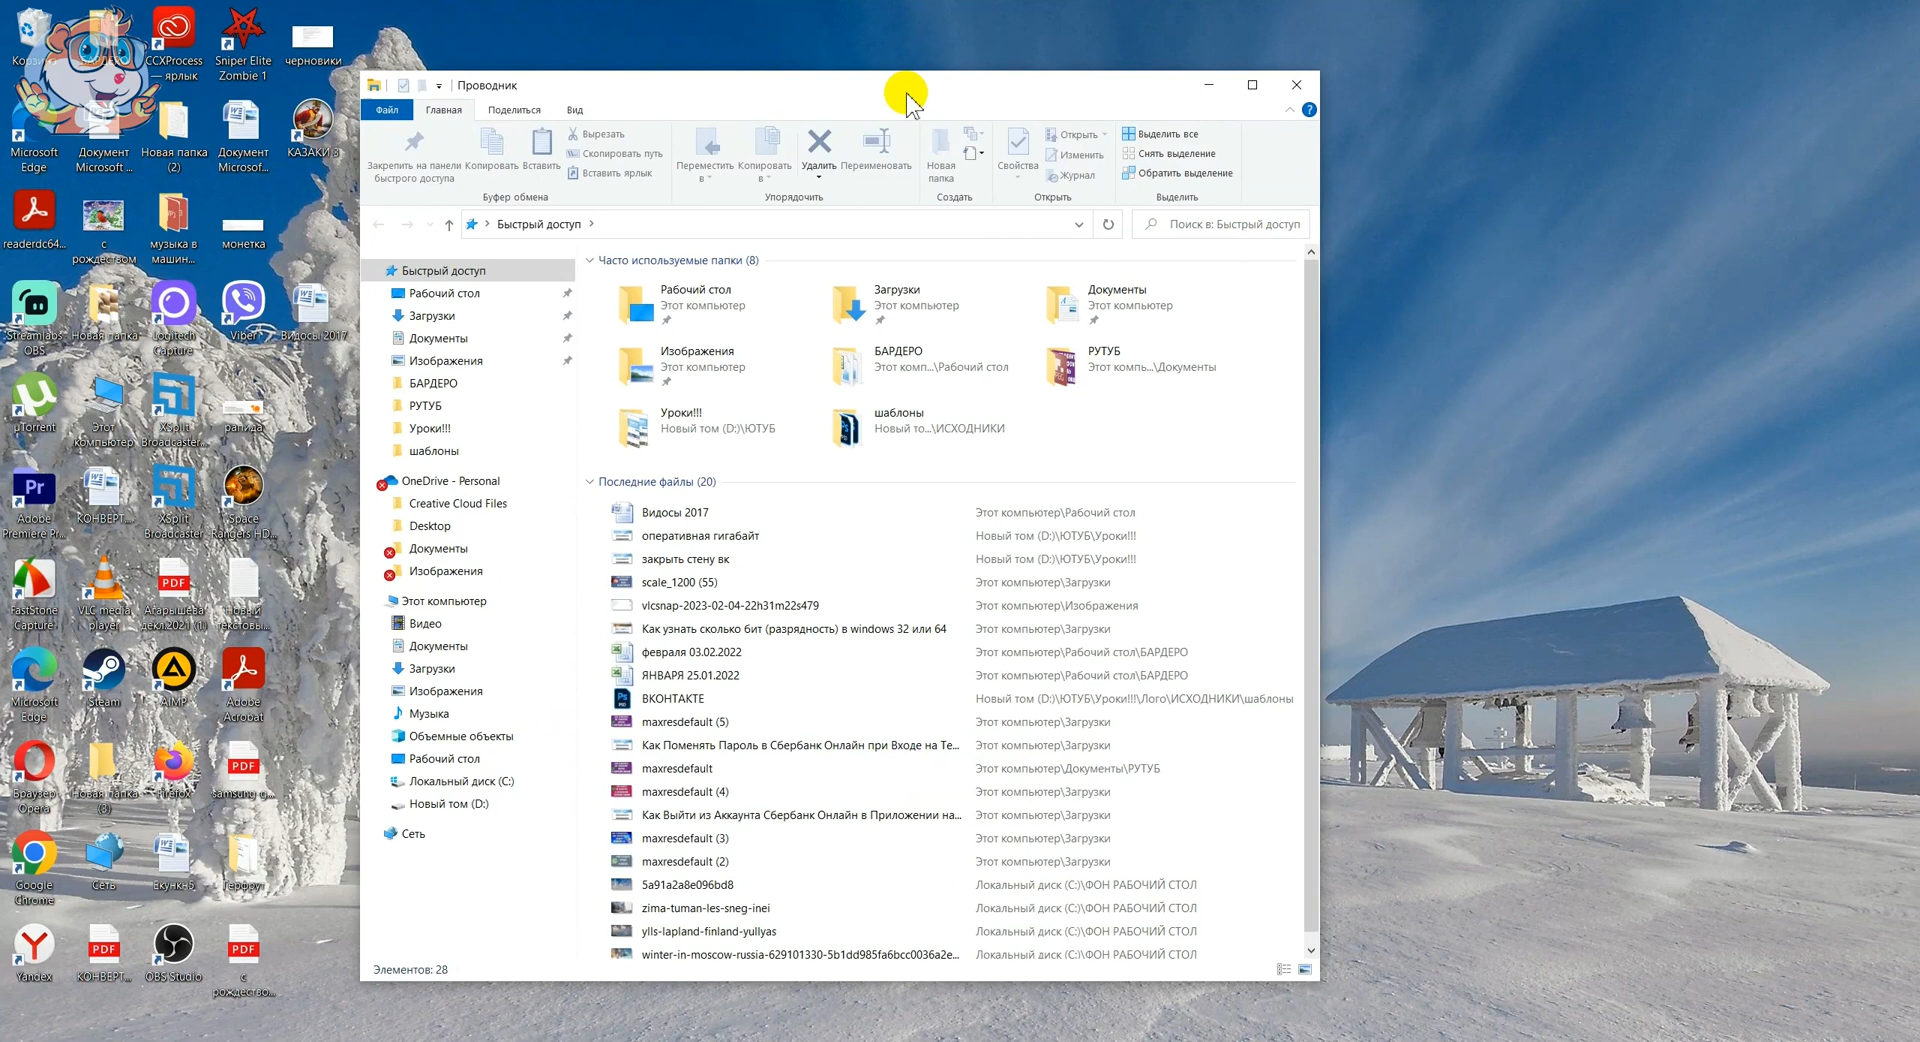 Проводник
Файл
Главная
Поделиться
Вид
Закрепить на панели
быстрого доступа
Копировать
Вставить
Вырезать
Скопировать путь
Вставить ярлык
Буфер обмена
Переместить
в
Копировать
в
Удалить
Переименовать
Упорядочить
Новая
папка
Создать
Свойства
Открыть
Изменить
Журнал
Открыть
Выделить все
Снять выделение
Обратить выделение
Выделить
Быстрый доступ
Поиск в: Быстрый доступ
Быстрый доступ
Рабочий стол
Загрузки
Документы
Изображения
БАРДЕРО
РУТУБ
Уроки!!!
шаблоны
OneDrive - Personal
Creative Cloud Files
Desktop
Документы
Изображения
Этот компьютер
Видео
Документы
Загрузки
Изображения
Музыка
Объемные объекты
Рабочий стол
Локальный диск (C:)
Новый том (D:)
Сеть
Часто используемые папки (8)
Рабочий стол
Этот компьютер
Загрузки
Этот компьютер
Документы
Этот компьютер
Изображения
Этот компьютер
БАРДЕРО
Этот комп...\Рабочий стол
РУТУБ
Этот компь...\Документы
Уроки!!!
Новый том (D:)\ЮТУБ
шаблоны
Новый то...\ИСХОДНИКИ
Последние файлы (20)
Видосы 2017 Этот компьютер\Рабочий стол
оперативная гигабайт Новый том (D:)\ЮТУБ\Уроки!!!
закрыть стену вк Новый том (D:)\ЮТУБ\Уроки!!!
scale_1200 (55) Этот компьютер\Загрузки
vlcsnap-2023-02-04-22h31m22s479 Этот компьютер\Изображения
Как узнать сколько бит (разрядность) в windows 32 или 64 Этот компьютер\Загрузки
февраля 03.02.2022 Этот компьютер\Рабочий стол\БАРДЕРО
ЯНВАРЯ 25.01.2022 Этот компьютер\Рабочий стол\БАРДЕРО
ВКОНТАКТЕ Новый том (D:)\ЮТУБ\Уроки!!!\Лого\ИСХОДНИКИ\шаблоны
maxresdefault (5) Этот компьютер\Загрузки
Как Поменять Пароль в Сбербанк Онлайн при Входе на Те... Этот компьютер\Загрузки
maxresdefault Этот компьютер\Документы\РУТУБ
maxresdefault (4) Этот компьютер\Загрузки
Как Выйти из Аккаунта Сбербанк Онлайн в Приложении на... Этот компьютер\Загрузки
maxresdefault (3) Этот компьютер\Загрузки
maxresdefault (2) Этот компьютер\Загрузки
5a91a2a8e096bd8 Локальный диск (C:)\ФОН РАБОЧИЙ СТОЛ
zima-tuman-les-sneg-inei Локальный диск (C:)\ФОН РАБОЧИЙ СТОЛ
ylls-lapland-finland-yullyas Локальный диск (C:)\ФОН РАБОЧИЙ СТОЛ
winter-in-moscow-russia-629101330-5b1dd985fa6bcc0036a2e... Локальный диск (C:)\ФОН РАБОЧИЙ СТОЛ
Элементов: 28
Корзина
CCXProcess
— ярлык
Sniper Elite
Zombie 1
черновики
Microsoft
Edge
Документ
Microsoft ...
Новая папка
(2)
Документ
Microsof...
КАЗАКИ 3
readerdc64...
с
рождеством
музыка в
машин...
монетка
Streamlabs
OBS
Новая папка
Logitech
Capture
Viber
Видосы 2017
µTorrent
Этот
компьютер
XSplit
Broadcaster...
рапида
Pr
Adobe
Premiere Pr...
КОНВЕРТ...
XSplit
Broadcaster
Space
Rangers HD...
FastStone
Capture
VLC media
player
PDF
Агарышева
декл.2021 (1)
Новый
текстовы...
Microsoft
Edge
Steam
AIMP
Adobe
Acrobat
Браузер
Opera
Новая папка
(3)
Firefox
PDF
samsung-g...
Google
Chrome
Сеть
Екункн5
Герфрут
Yandex
PDF
КОНВЕРТ...
OBS Studio
PDF
с
рождество...